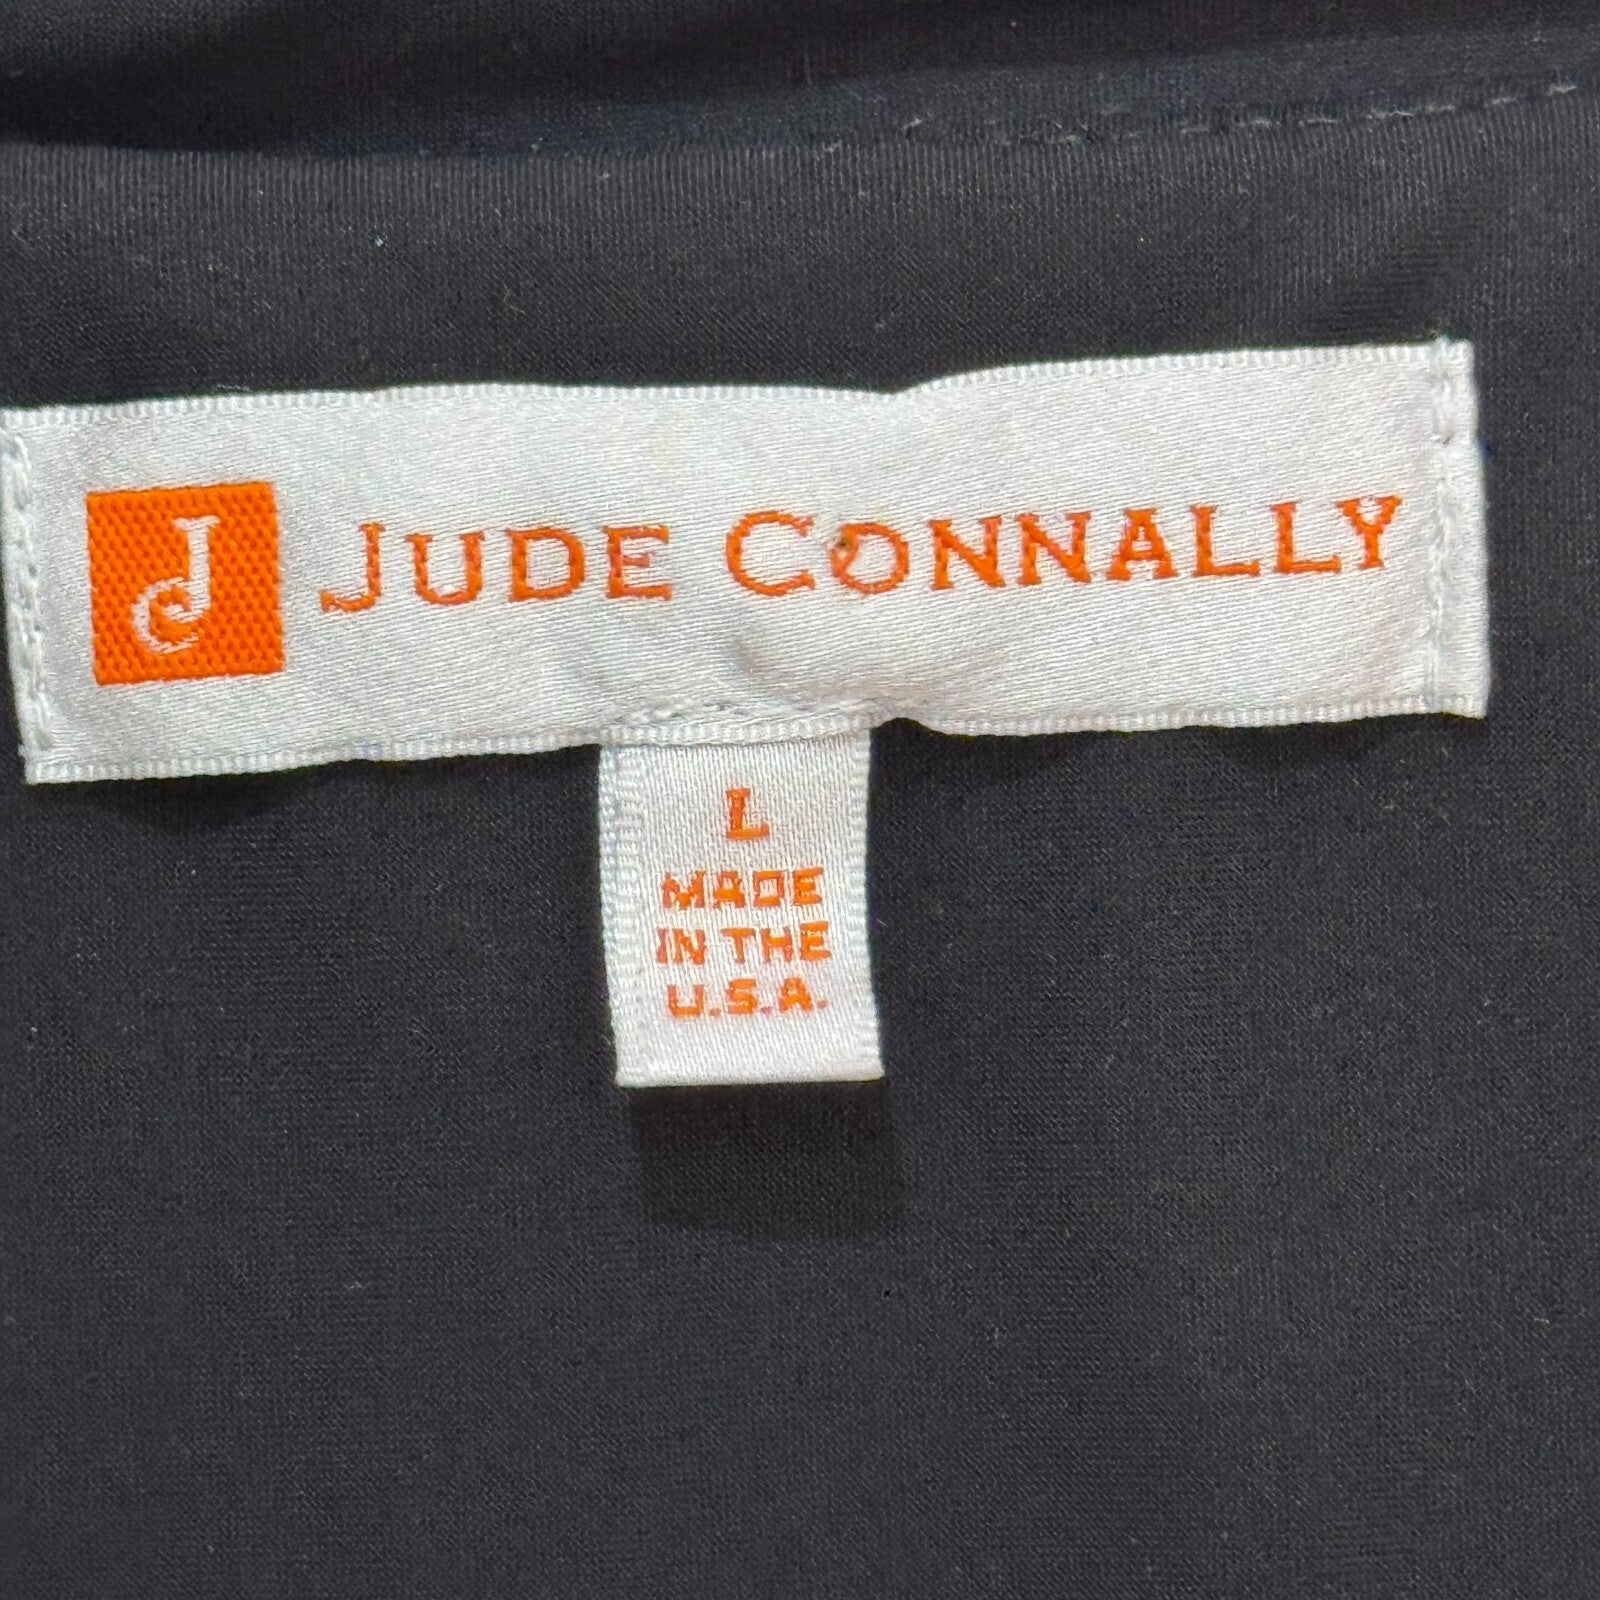 JC JUDE CONNALLY
L
MADE
IN THE
U.S.A.